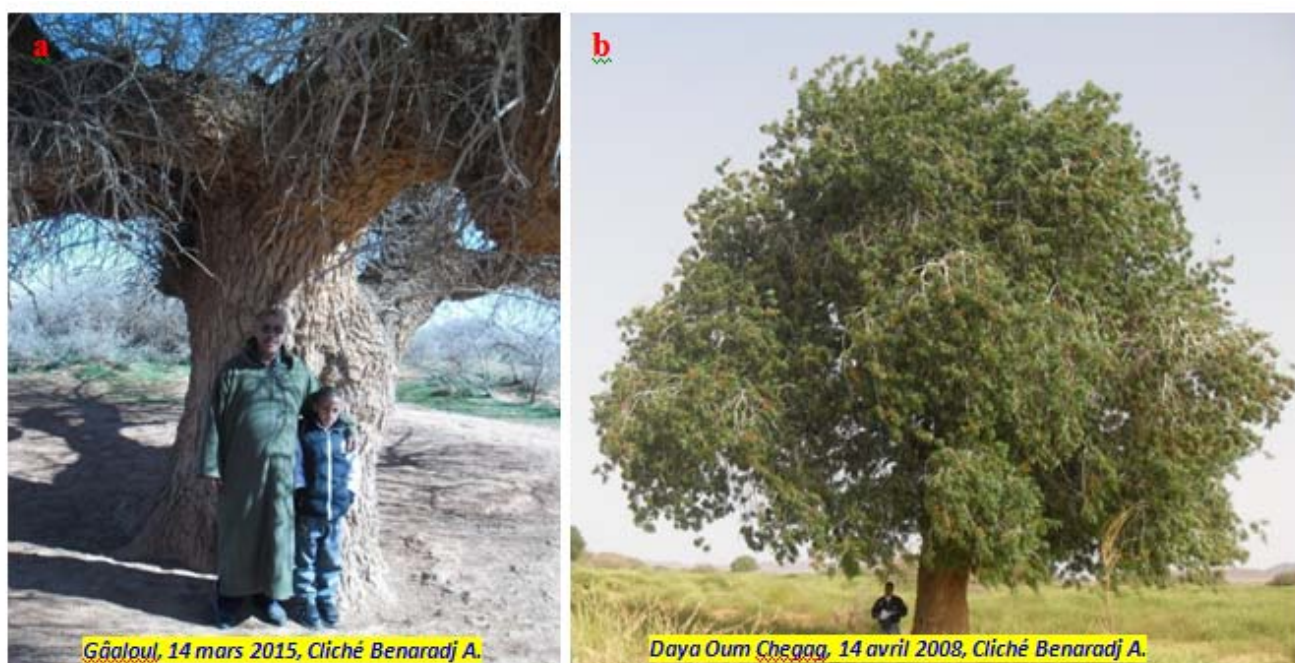 a
b
Gâaloul, 14 mars 2015, Cliché Benaradj A.
Daya Oum Chegag, 14 avril 2008, Cliché Benaradj A.